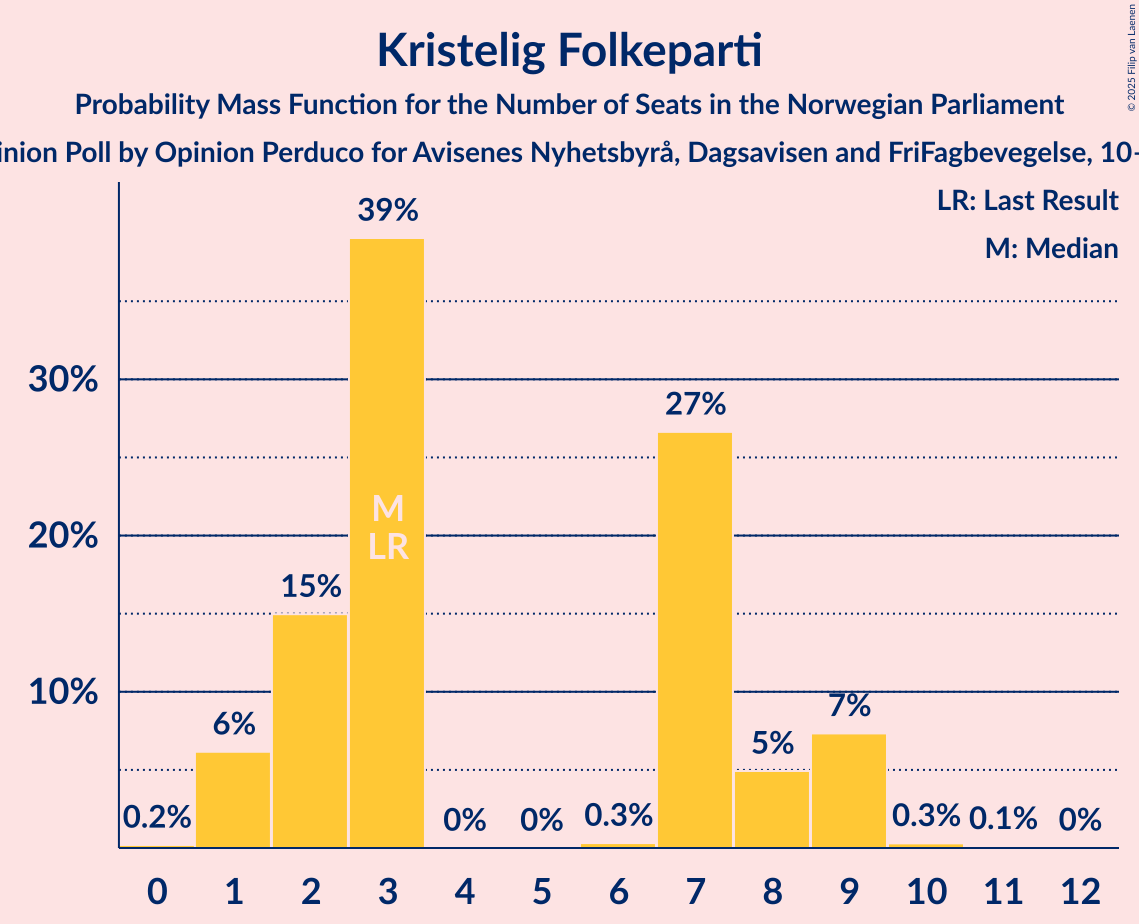 © 2025 Filip van Laenen
Kristelig Folkeparti
Probability Mass Function for the Number of Seats in the Norwegian Parliament
Poll by Opinion Perduco for Avisenes Nyhetsbyrå, Dagsavisen and FriFagbevegelse, 10-
LR: Last Result
M: Median
39%
30%
27%
M
20%
LR
15%
10%
7%
6%
5%
0.2%
0%
0%
0.3%
0.3%
0.1%
0%
0 1 2 3 4 5 6 7 8 9 10 11 12